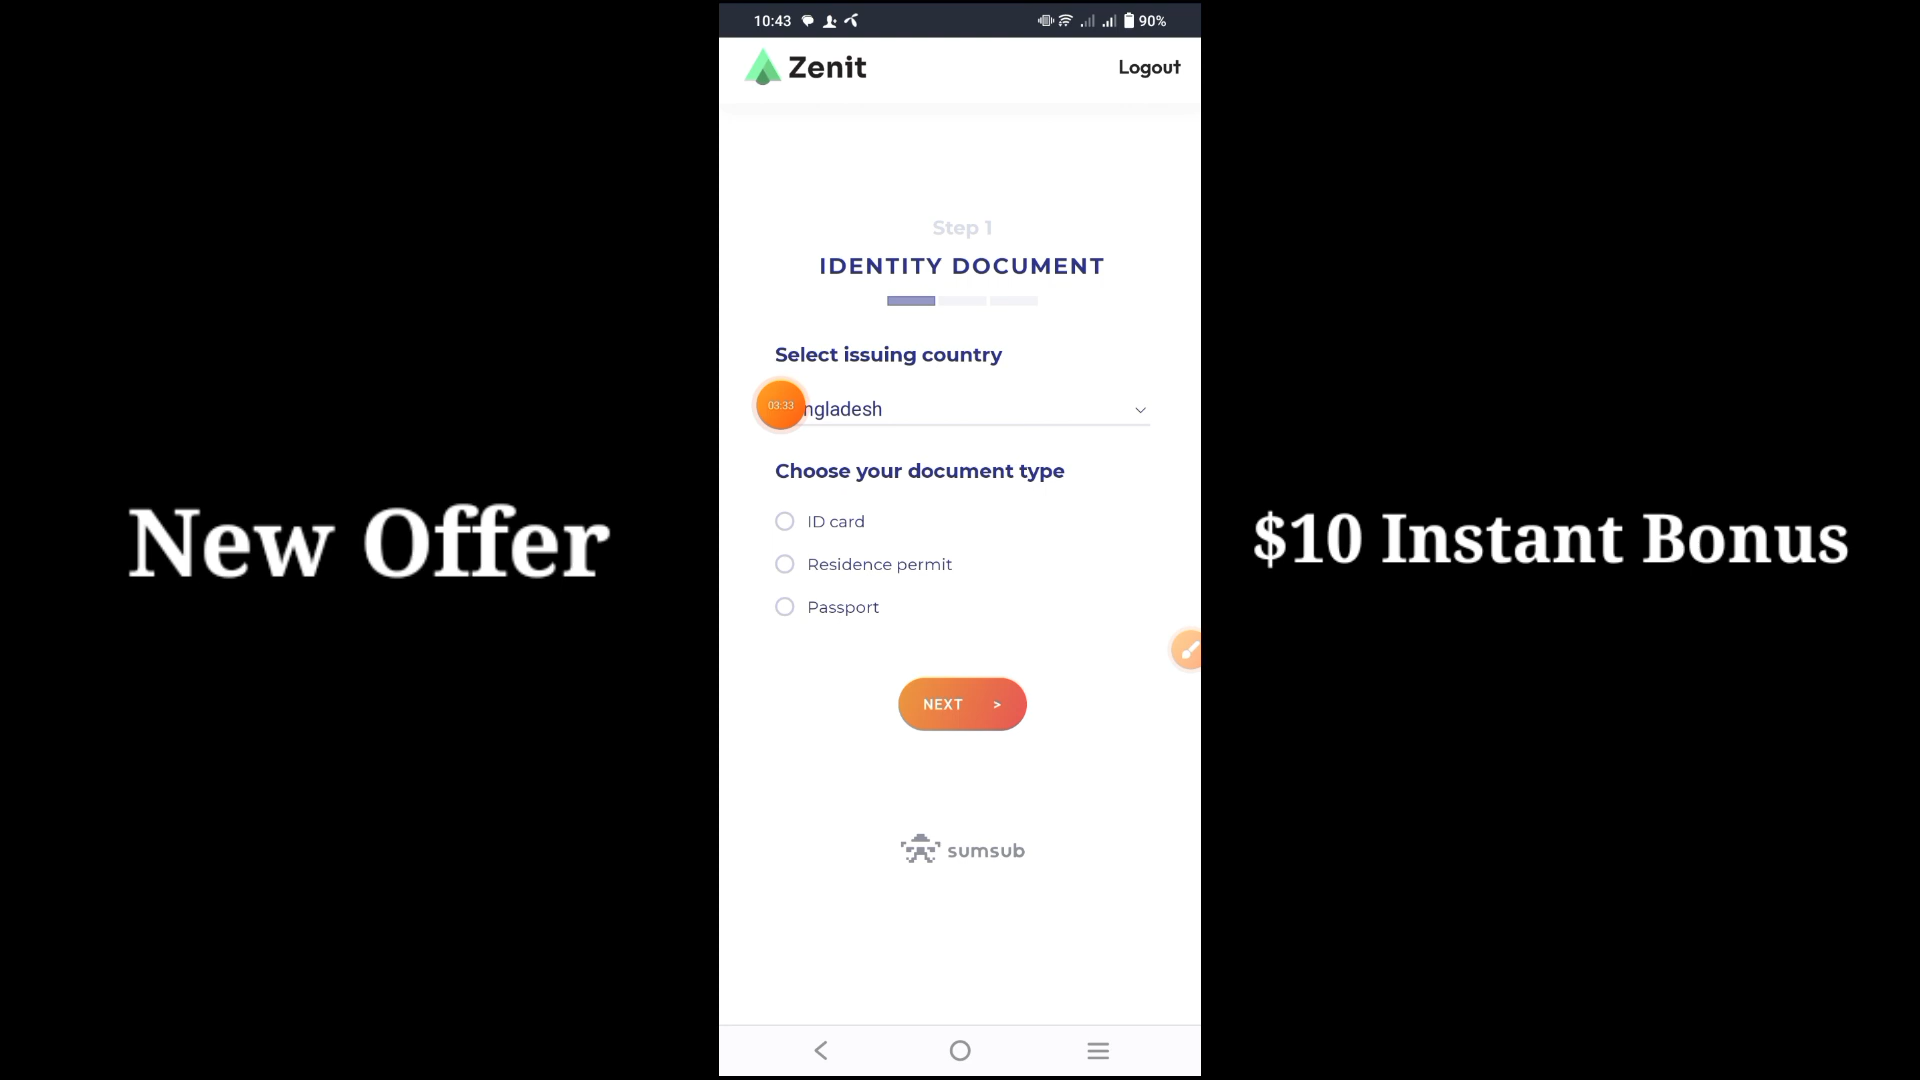 10:43 90%
Zenit Logout
Step 1
IDENTITY DOCUMENT
Select issuing country
03:33 ngladesh
Choose your document type
ID card
Residence permit
Passport
NEXT >
sumsub
New Offer
$10 Instant Bonus